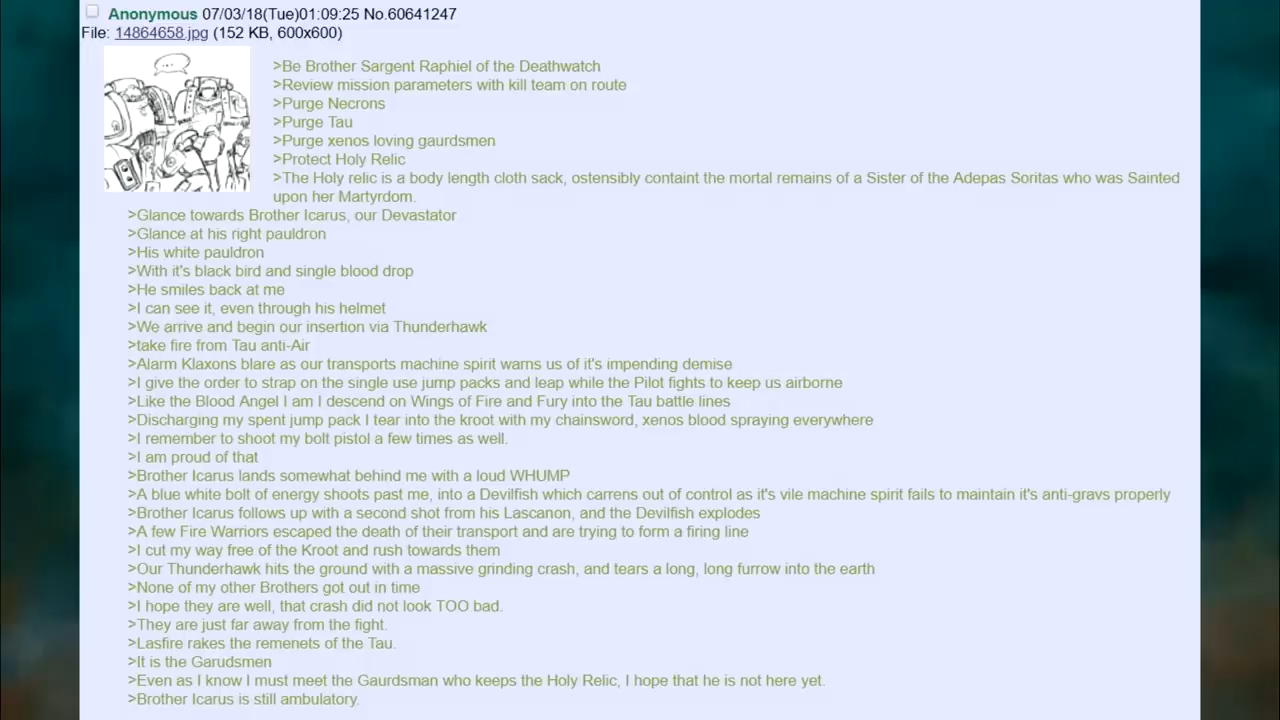 Anonymous 07/03/18(Tue)01:09:25 No.60641247
File: 14864658.jpg (152 KB, 600x600)
...
>Be Brother Sargent Raphiel of the Deathwatch
>Review mission parameters with kill team on route
>Purge Necrons
>Purge Tau
>Purge xenos loving gaurdsmen
>Protect Holy Relic
>The Holy relic is a body length cloth sack, ostensibly containt the mortal remains of a Sister of the Adepas Soritas who was Sainted
upon her Martyrdom.
>Glance towards Brother Icarus, our Devastator
>Glance at his right pauldron
>His white pauldron
>With it's black bird and single blood drop
>He smiles back at me
>I can see it, even through his helmet
>We arrive and begin our insertion via Thunderhawk
>take fire from Tau anti-Air
>Alarm Klaxons blare as our transports machine spirit warns us of it's impending demise
>I give the order to strap on the single use jump packs and leap while the Pilot fights to keep us airborne
>Like the Blood Angel I am I descend on Wings of Fire and Fury into the Tau battle lines
>Discharging my spent jump pack I tear into the kroot with my chainsword, xenos blood spraying everywhere
>I remember to shoot my bolt pistol a few times as well.
>I am proud of that
>Brother Icarus lands somewhat behind me with a loud WHUMP
>A blue white bolt of energy shoots past me, into a Devilfish which carrens out of control as it's vile machine spirit fails to maintain it's anti-gravs properly
>Brother Icarus follows up with a second shot from his Lascanon, and the Devilfish explodes
>A few Fire Warriors escaped the death of their transport and are trying to form a firing line
>I cut my way free of the Kroot and rush towards them
>Our Thunderhawk hits the ground with a massive grinding crash, and tears a long, long furrow into the earth
>None of my other Brothers got out in time
>I hope they are well, that crash did not look TOO bad.
>They are just far away from the fight.
>Lasfire rakes the remenets of the Tau.
>It is the Garudsmen
>Even as I know I must meet the Gaurdsman who keeps the Holy Relic, I hope that he is not here yet.
>Brother Icarus is still ambulatory.